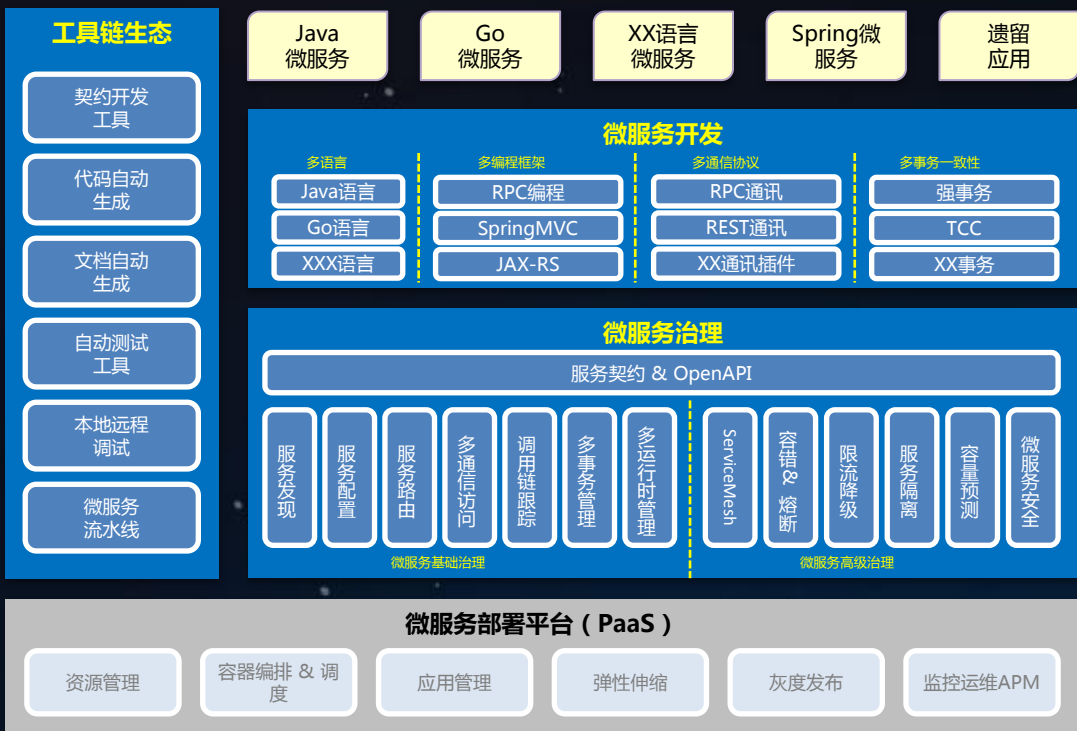 工具链生态
契约开发
工具
代码自动
生成
文档自动
生成
自动测试
工具
本地远程
调试
微服务
流水线
Java
微服务
Go
微服务
XX语言
微服务
Spring微
服务
遗留
应用
微服务开发
多语言
Java语言
Go语言
XXX语言
多编程框架
RPC编程
SpringMVC
JAX-RS
多通信协议
RPC通讯
REST通讯
XX通讯插件
多事务一致性
强事务
TCC
XX事务
微服务治理
服务契约 & OpenAPI
服务发现
服务配置
服务路由
多通信访问
调用链跟踪
多事务管理
多运行时管理
微服务基础治理
ServiceMesh
容错& 熔断
限流降级
服务隔离
容量预测
微服务安全
微服务高级治理
微服务部署平台（PaaS）
资源管理
容器编排 & 调
度
应用管理
弹性伸缩
灰度发布
监控运维APM